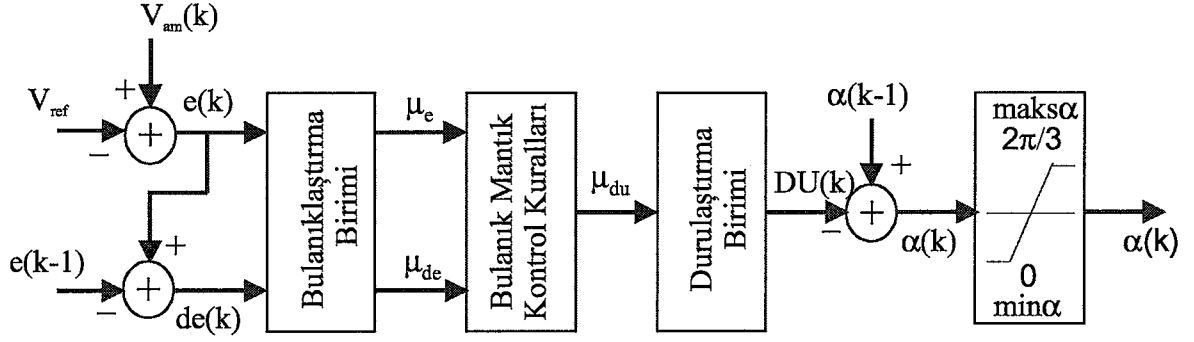 V_am(k)
+
V_ref
−
+
e(k)
+
e(k-1)
−
+
de(k)
Bulanıklaştırma
Birimi
μ_e
μ_de
Bulanık Mantık
Kontrol Kuralları
μ_du
Durulaştırma
Birimi
α(k-1)
+
DU(k)
−
+
α(k)
maksα
2π/3
0
minα
α(k)